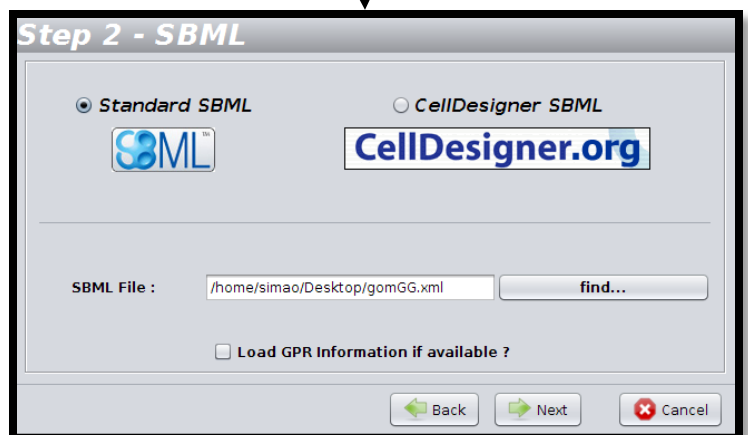 Step 2 - SBML
Standard SBML
CellDesigner SBML
SBML™
CellDesigner.org
SBML File :
/home/simao/Desktop/gomGG.xml
find...
Load GPR Information if available ?
Back
Next
Cancel